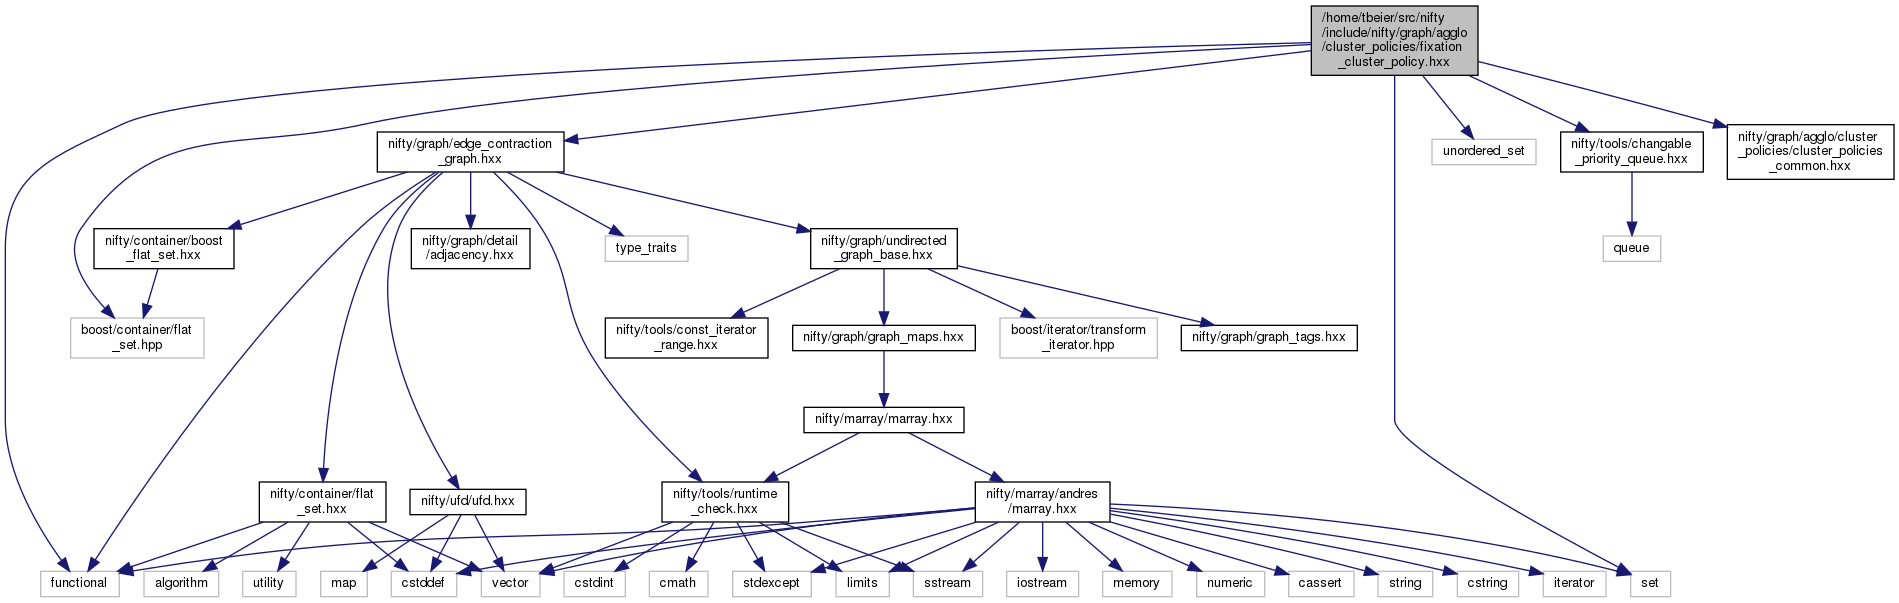 /home/tbeier/src/nifty
/include/nifty/graph/agglo
/cluster_policies/fixation
_cluster_policy.hxx
nifty/graph/edge_contraction
_graph.hxx
unordered_set
nifty/tools/changable
_priority_queue.hxx
nifty/graph/agglo/cluster
_policies/cluster_policies
_common.hxx
nifty/container/boost
_flat_set.hxx
nifty/graph/detail
/adjacency.hxx
type_traits
nifty/graph/undirected
_graph_base.hxx
queue
boost/container/flat
_set.hpp
nifty/tools/const_iterator
_range.hxx
nifty/graph/graph_maps.hxx
boost/iterator/transform
_iterator.hpp
nifty/graph/graph_tags.hxx
nifty/marray/marray.hxx
nifty/container/flat
_set.hxx
nifty/ufd/ufd.hxx
nifty/tools/runtime
_check.hxx
nifty/marray/andres
/marray.hxx
functional
algorithm
utility
map
cstddef
vector
cstdint
cmath
stdexcept
limits
sstream
iostream
memory
numeric
cassert
string
cstring
iterator
set